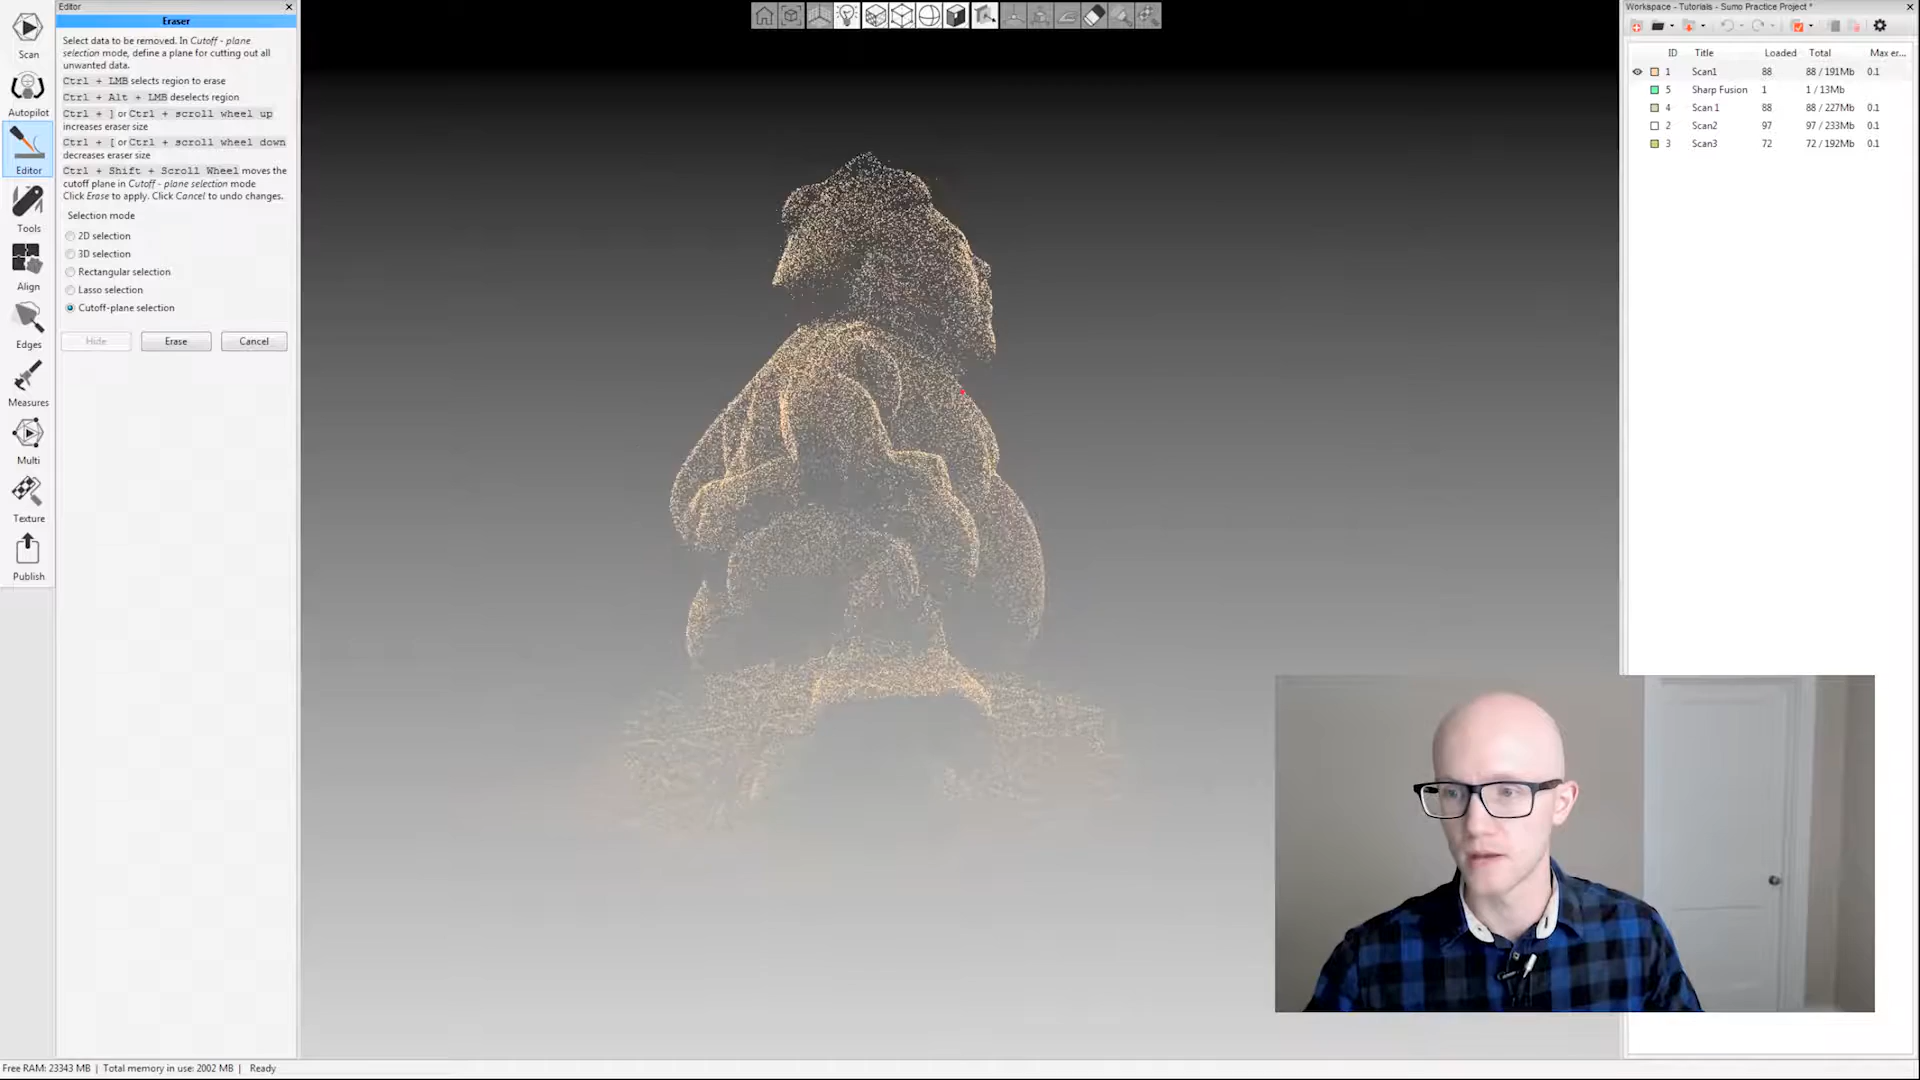 Editor
Eraser
Select data to be removed. In Cutoff - plane
selection mode, define a plane for cutting out all
unwanted data.
Ctrl + LMB selects region to erase
Ctrl + Alt + LMB deselects region
Ctrl + ] or Ctrl + scroll wheel up
increases eraser size
Ctrl + [ or Ctrl + scroll wheel down
decreases eraser size
Ctrl + Shift + Scroll Wheel moves the
cutoff plane in Cutoff - plane selection mode
Click Erase to apply. Click Cancel to undo changes.
Selection mode
2D selection
3D selection
Rectangular selection
Lasso selection
Cutoff-plane selection
Hide Erase Cancel
Scan
Autopilot
Editor
Tools
Align
Edges
Measures
Multi
Texture
Publish
Workspace - Tutorials - Sumo Practice Project *
ID Title Loaded Total Max er...
1 Scan1 88 88 / 191Mb 0.1
5 Sharp Fusion 1 1 / 13Mb
4 Scan 1 88 88 / 227Mb 0.1
2 Scan2 97 97 / 233Mb 0.1
3 Scan3 72 72 / 192Mb 0.1
Free RAM: 23343 MB | Total memory in use: 2002 MB | Ready